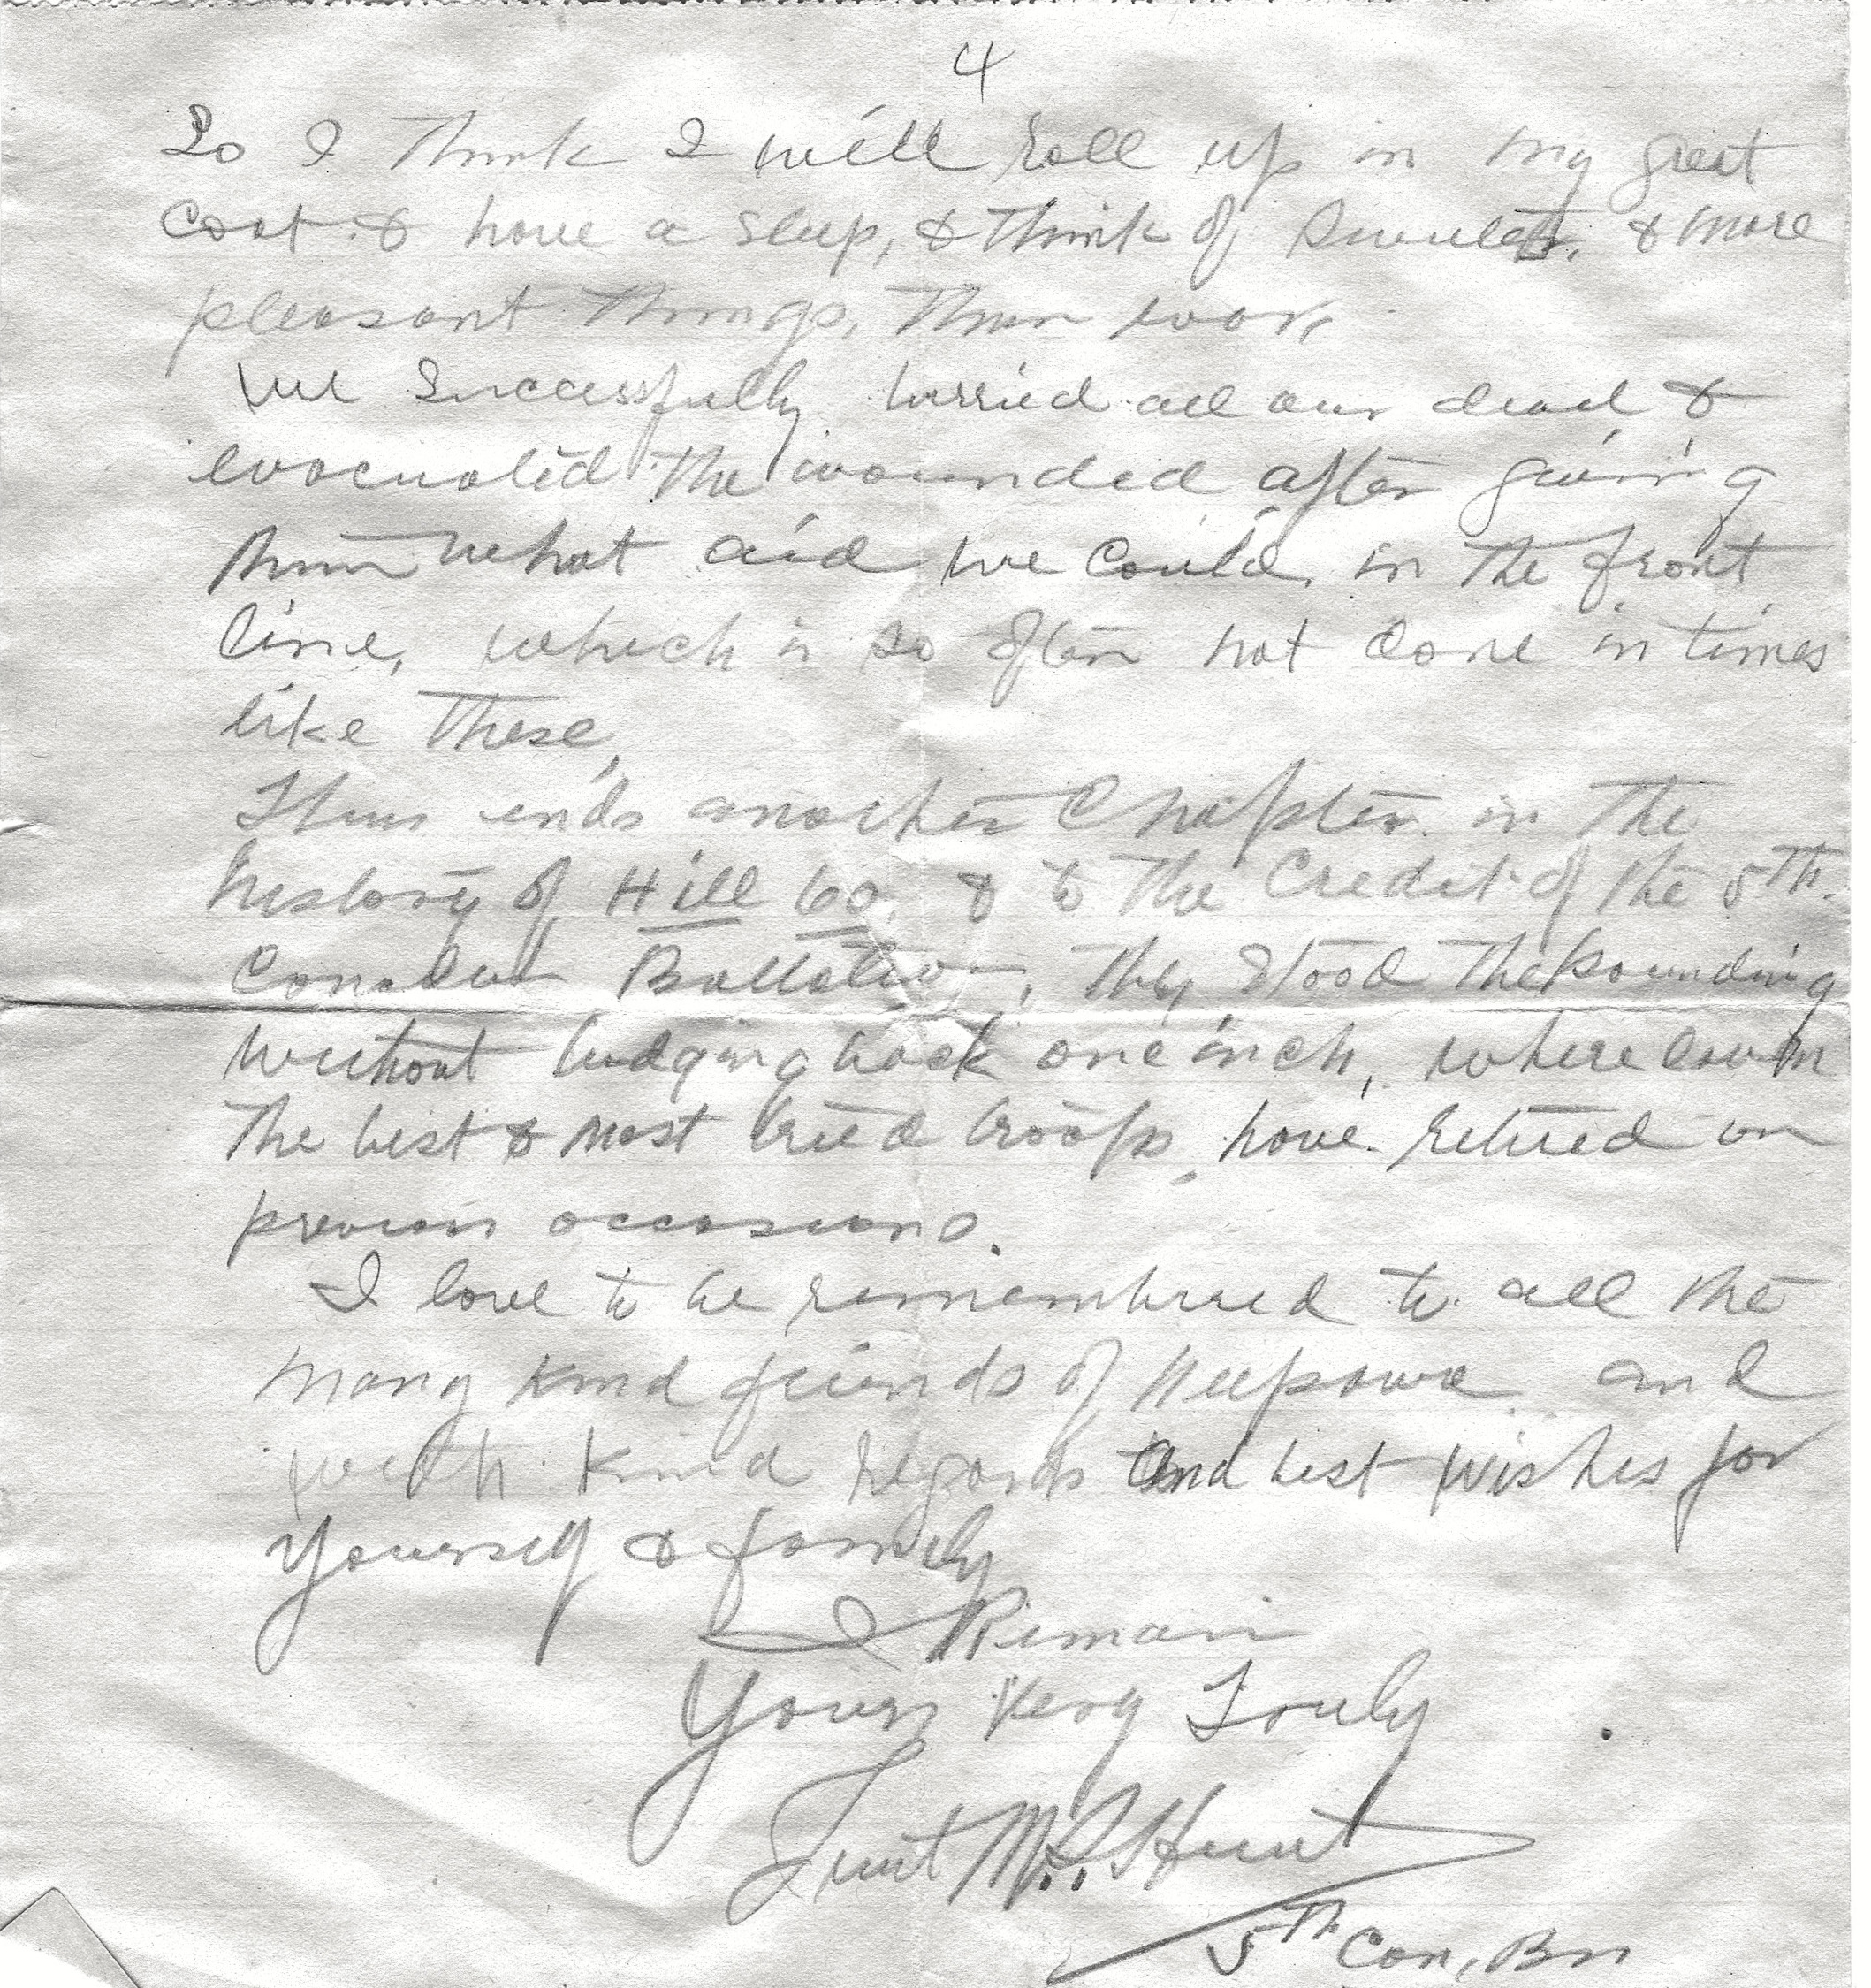 4
So I think I will roll up in my great
coat & have a sleep, & think of & more
pleasant things, than war,
We successfully burried all our dead &
evacuated the wounded after giving
them what aid we could, in the front
line, which is so often not done in times
like these,
Thus ends another Chapter in the
history of Hill 60, & to the Credit of the 5th.
Canadian Battalion, they stood the pounding
without budging back one inch, where even
the best & most tried troops, have retired on
previous occasions.
I love to be remembered to all the
many kind friends of Neepawa and
with kind regards and best wishes for
yourself & family
I Remain
Yours Very Truly
Hunt
5th Can, Bn